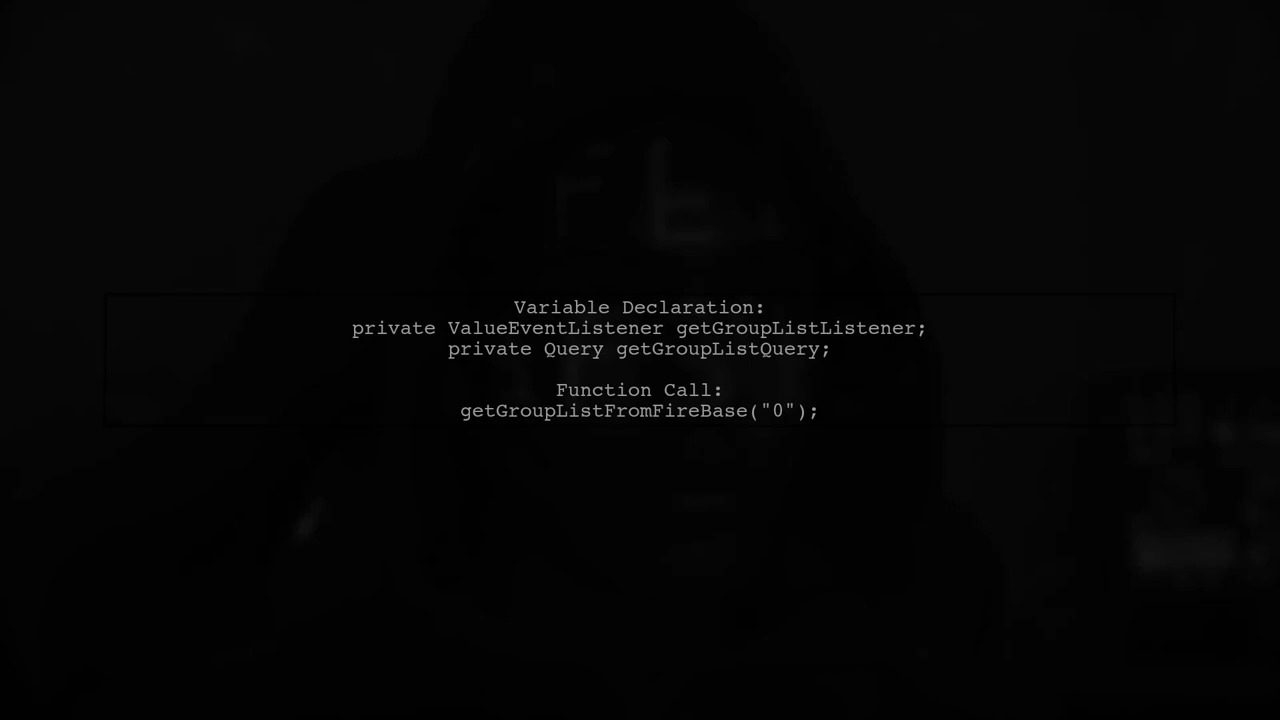 Variable Declaration:
private ValueEventListener getGroupListListener;
private Query getGroupListQuery;
Function Call:
getGroupListFromFireBase("0");